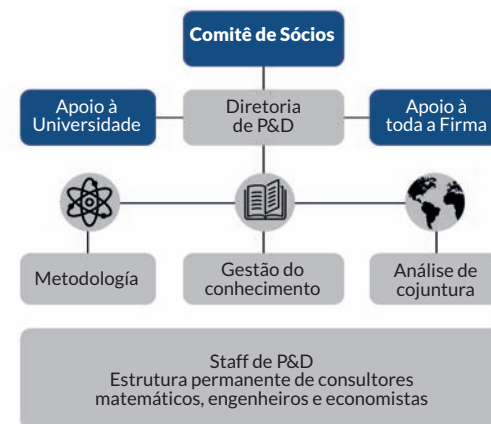 Comitê de Sócios
Apoio à
Universidade
Diretoria
de P&D
Apoio à
toda a Firma
Metodología
Gestão do
conhecimento
Análise de
cojuntura
Staff de P&D
Estrutura permanente de consultores
matemáticos, engenheiros e economistas